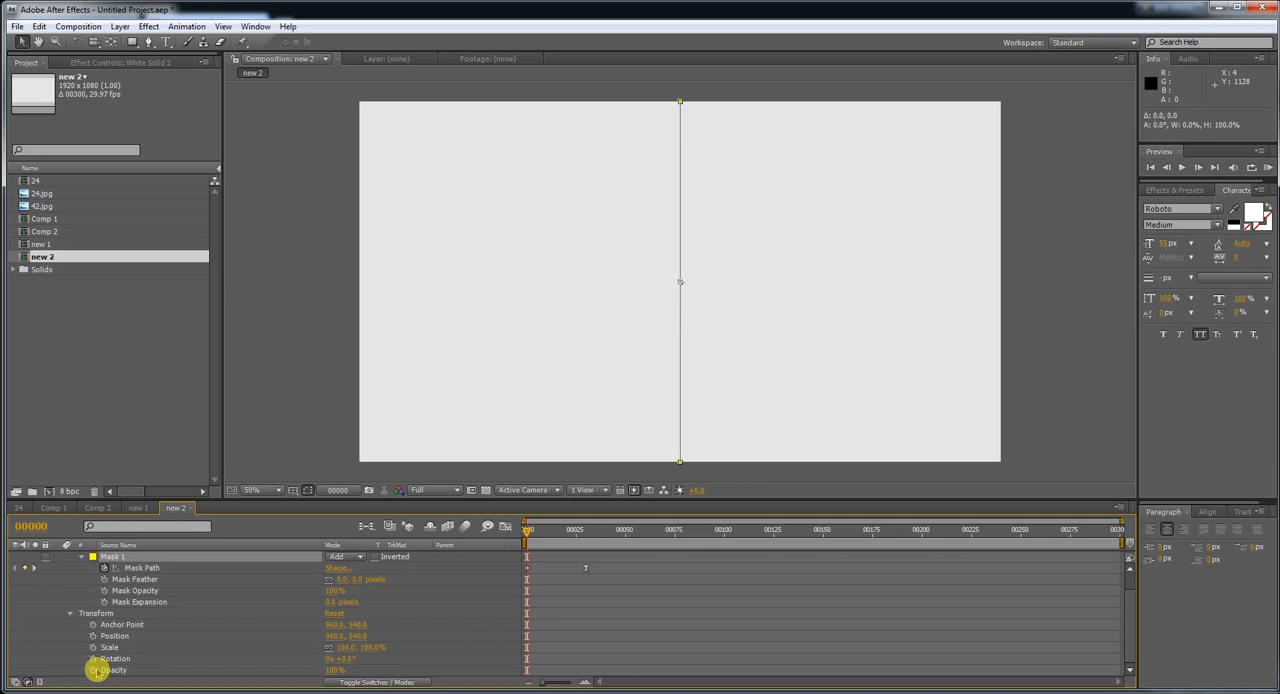 Adobe After Effects - Untitled Project.aep *
File Edit Composition Layer Effect Animation View Window Help
Workspace: Standard Search Help
Project Effect Controls: White Solid 2
Composition: new 2 Layer: (none) Footage: (none)
Info Audio
new 2
new 2
1920 x 1080 (1.00)
Δ 00300, 29.97 fps
R :
G :
B :
A : 0
X : 4
Y : 1128
Δ: 0.0, 0.0
A: 0.0°, W: 0.0%, H: 100.0%
Preview
Name
24
24.jpg
42.jpg
Comp 1
Comp 2
new 1
new 2
Solids
Effects & Presets Characte
Roboto
Medium
55 px Auto
Metrics 0
- px
100 % 100 %
0 px 0 %
T T TT Tt T' T,
8 bpc
50% 00000 Full Active Camera 1 View +0.0
24 Comp 1 Comp 2 new 1 new 2
Paragraph Align Track
00000
00 00025 00050 00075 00100 00125 00150 00175 00200 00225 00250 00275 0030
# Source Name Mode T TrkMat Parent
Mask 1 Add Inverted
Mask Path Shape...
Mask Feather 0.0, 0.0 pixels
Mask Opacity 100%
Mask Expansion 0.0 pixels
Transform Reset
Anchor Point 960.0, 540.0
Position 960.0, 540.0
Scale 100.0, 100.0%
Rotation 0x +0.0°
Opacity 100%
Toggle Switches / Modes
0 px 0 px
0 px 0 px
0 px